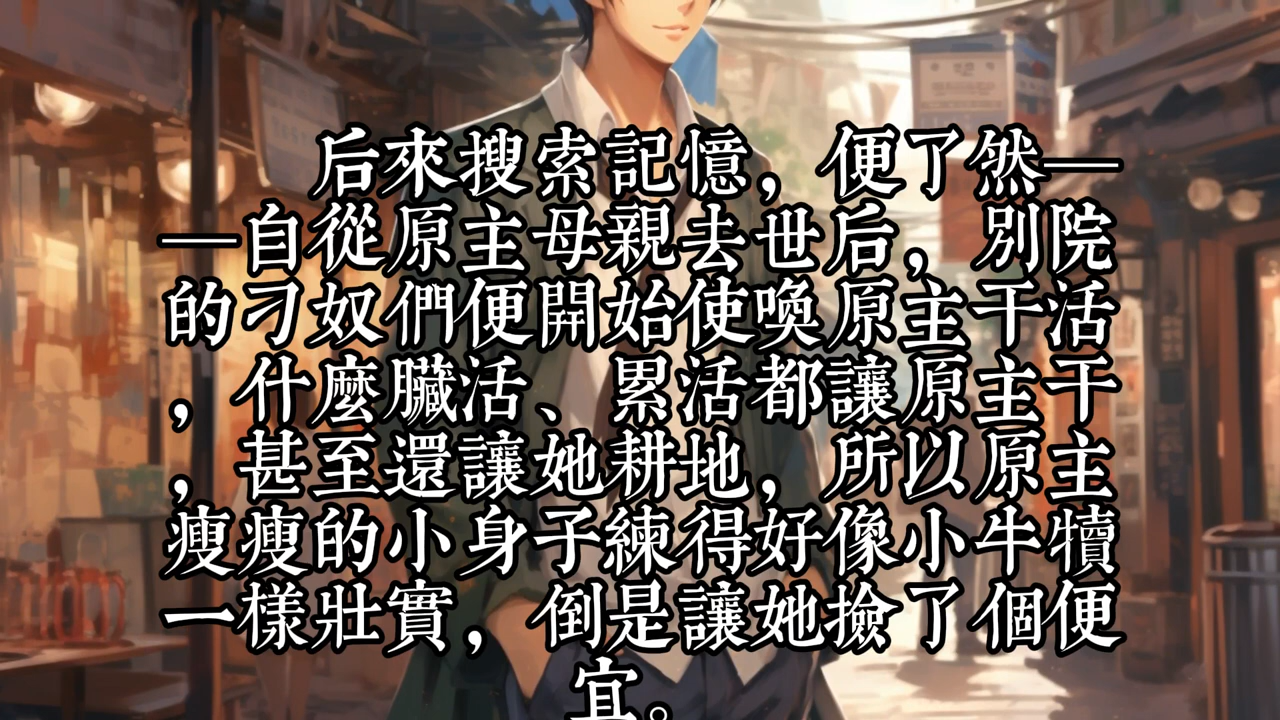 后來搜索記憶，便了然—
—自從原主母親去世后，別院
的刁奴們便開始使喚原主干活
，什麼臟活、累活都讓原主干
，甚至還讓她耕地，所以原主
瘦瘦的小身子練得好像小牛犢
一樣壯實，倒是讓她撿了個便
宜。